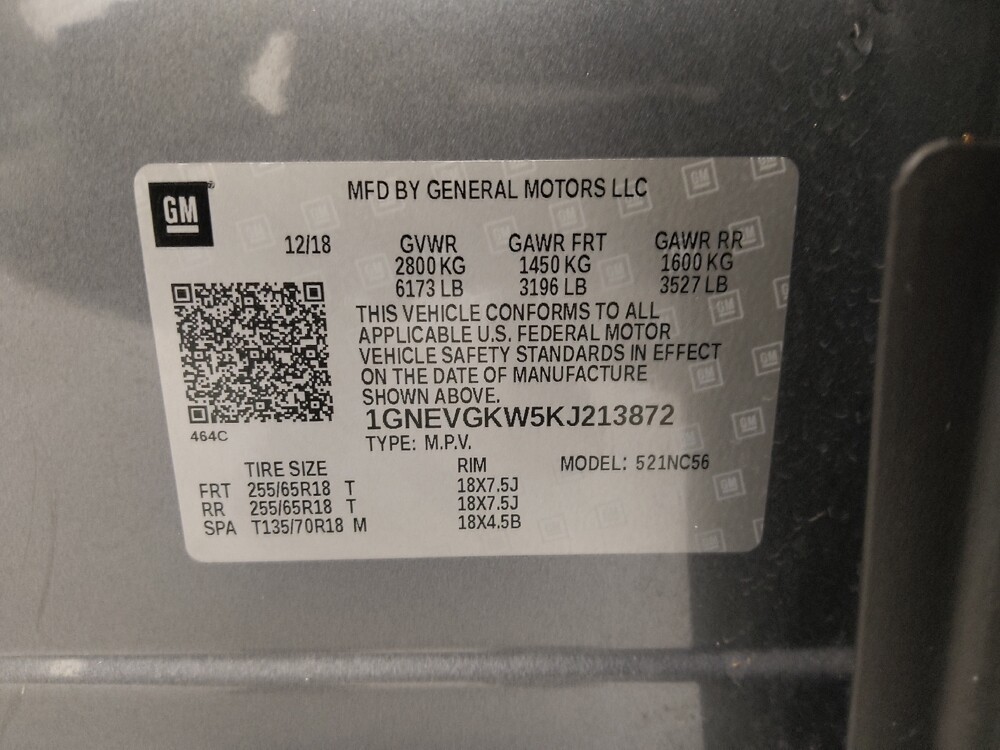 GM
MFD BY GENERAL MOTORS LLC
12/18 GVWR GAWR FRT GAWR RR
2800 KG 1450 KG 1600 KG
6173 LB 3196 LB 3527 LB
THIS VEHICLE CONFORMS TO ALL
APPLICABLE U.S. FEDERAL MOTOR
VEHICLE SAFETY STANDARDS IN EFFECT
ON THE DATE OF MANUFACTURE
SHOWN ABOVE.
1GNEVGKW5KJ213872
464C
TYPE: M.P.V.
TIRE SIZE RIM MODEL: 521NC56
FRT 255/65R18 T 18X7.5J
RR 255/65R18 T 18X7.5J
SPA T135/70R18 M 18X4.5B